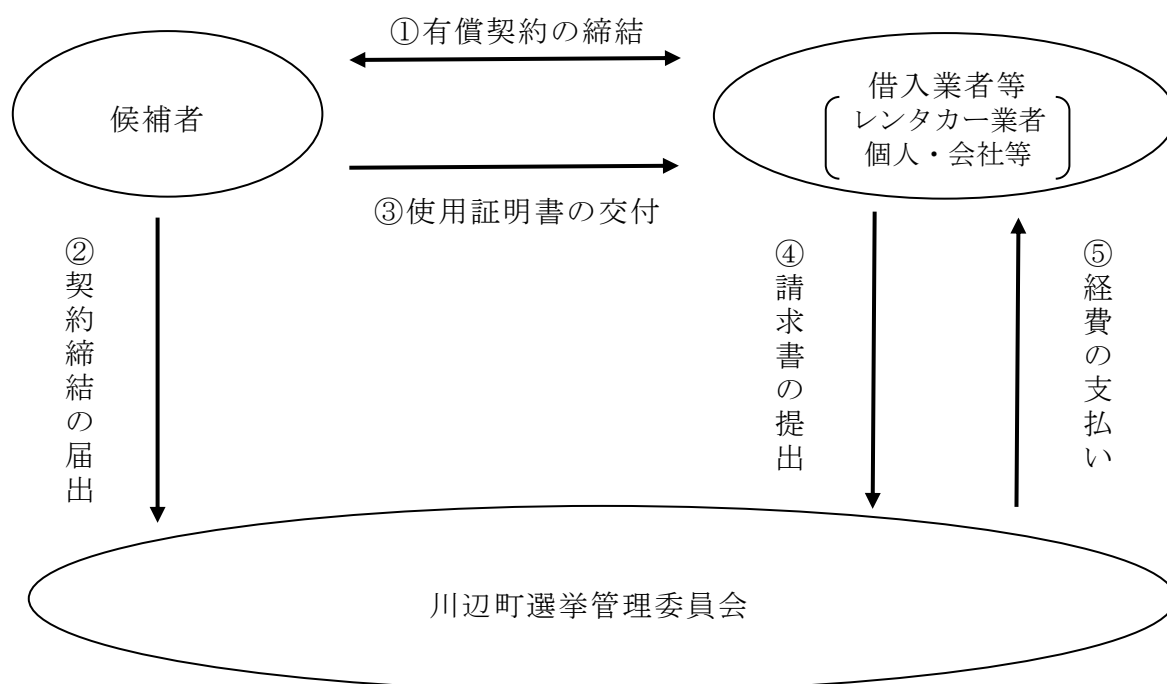 ①有償契約の締結
候補者
借入業者等
レンタカー業者
個人・会社等
③使用証明書の交付
②契約締結の届出
④請求書の提出
⑤経費の支払い
川辺町選挙管理委員会